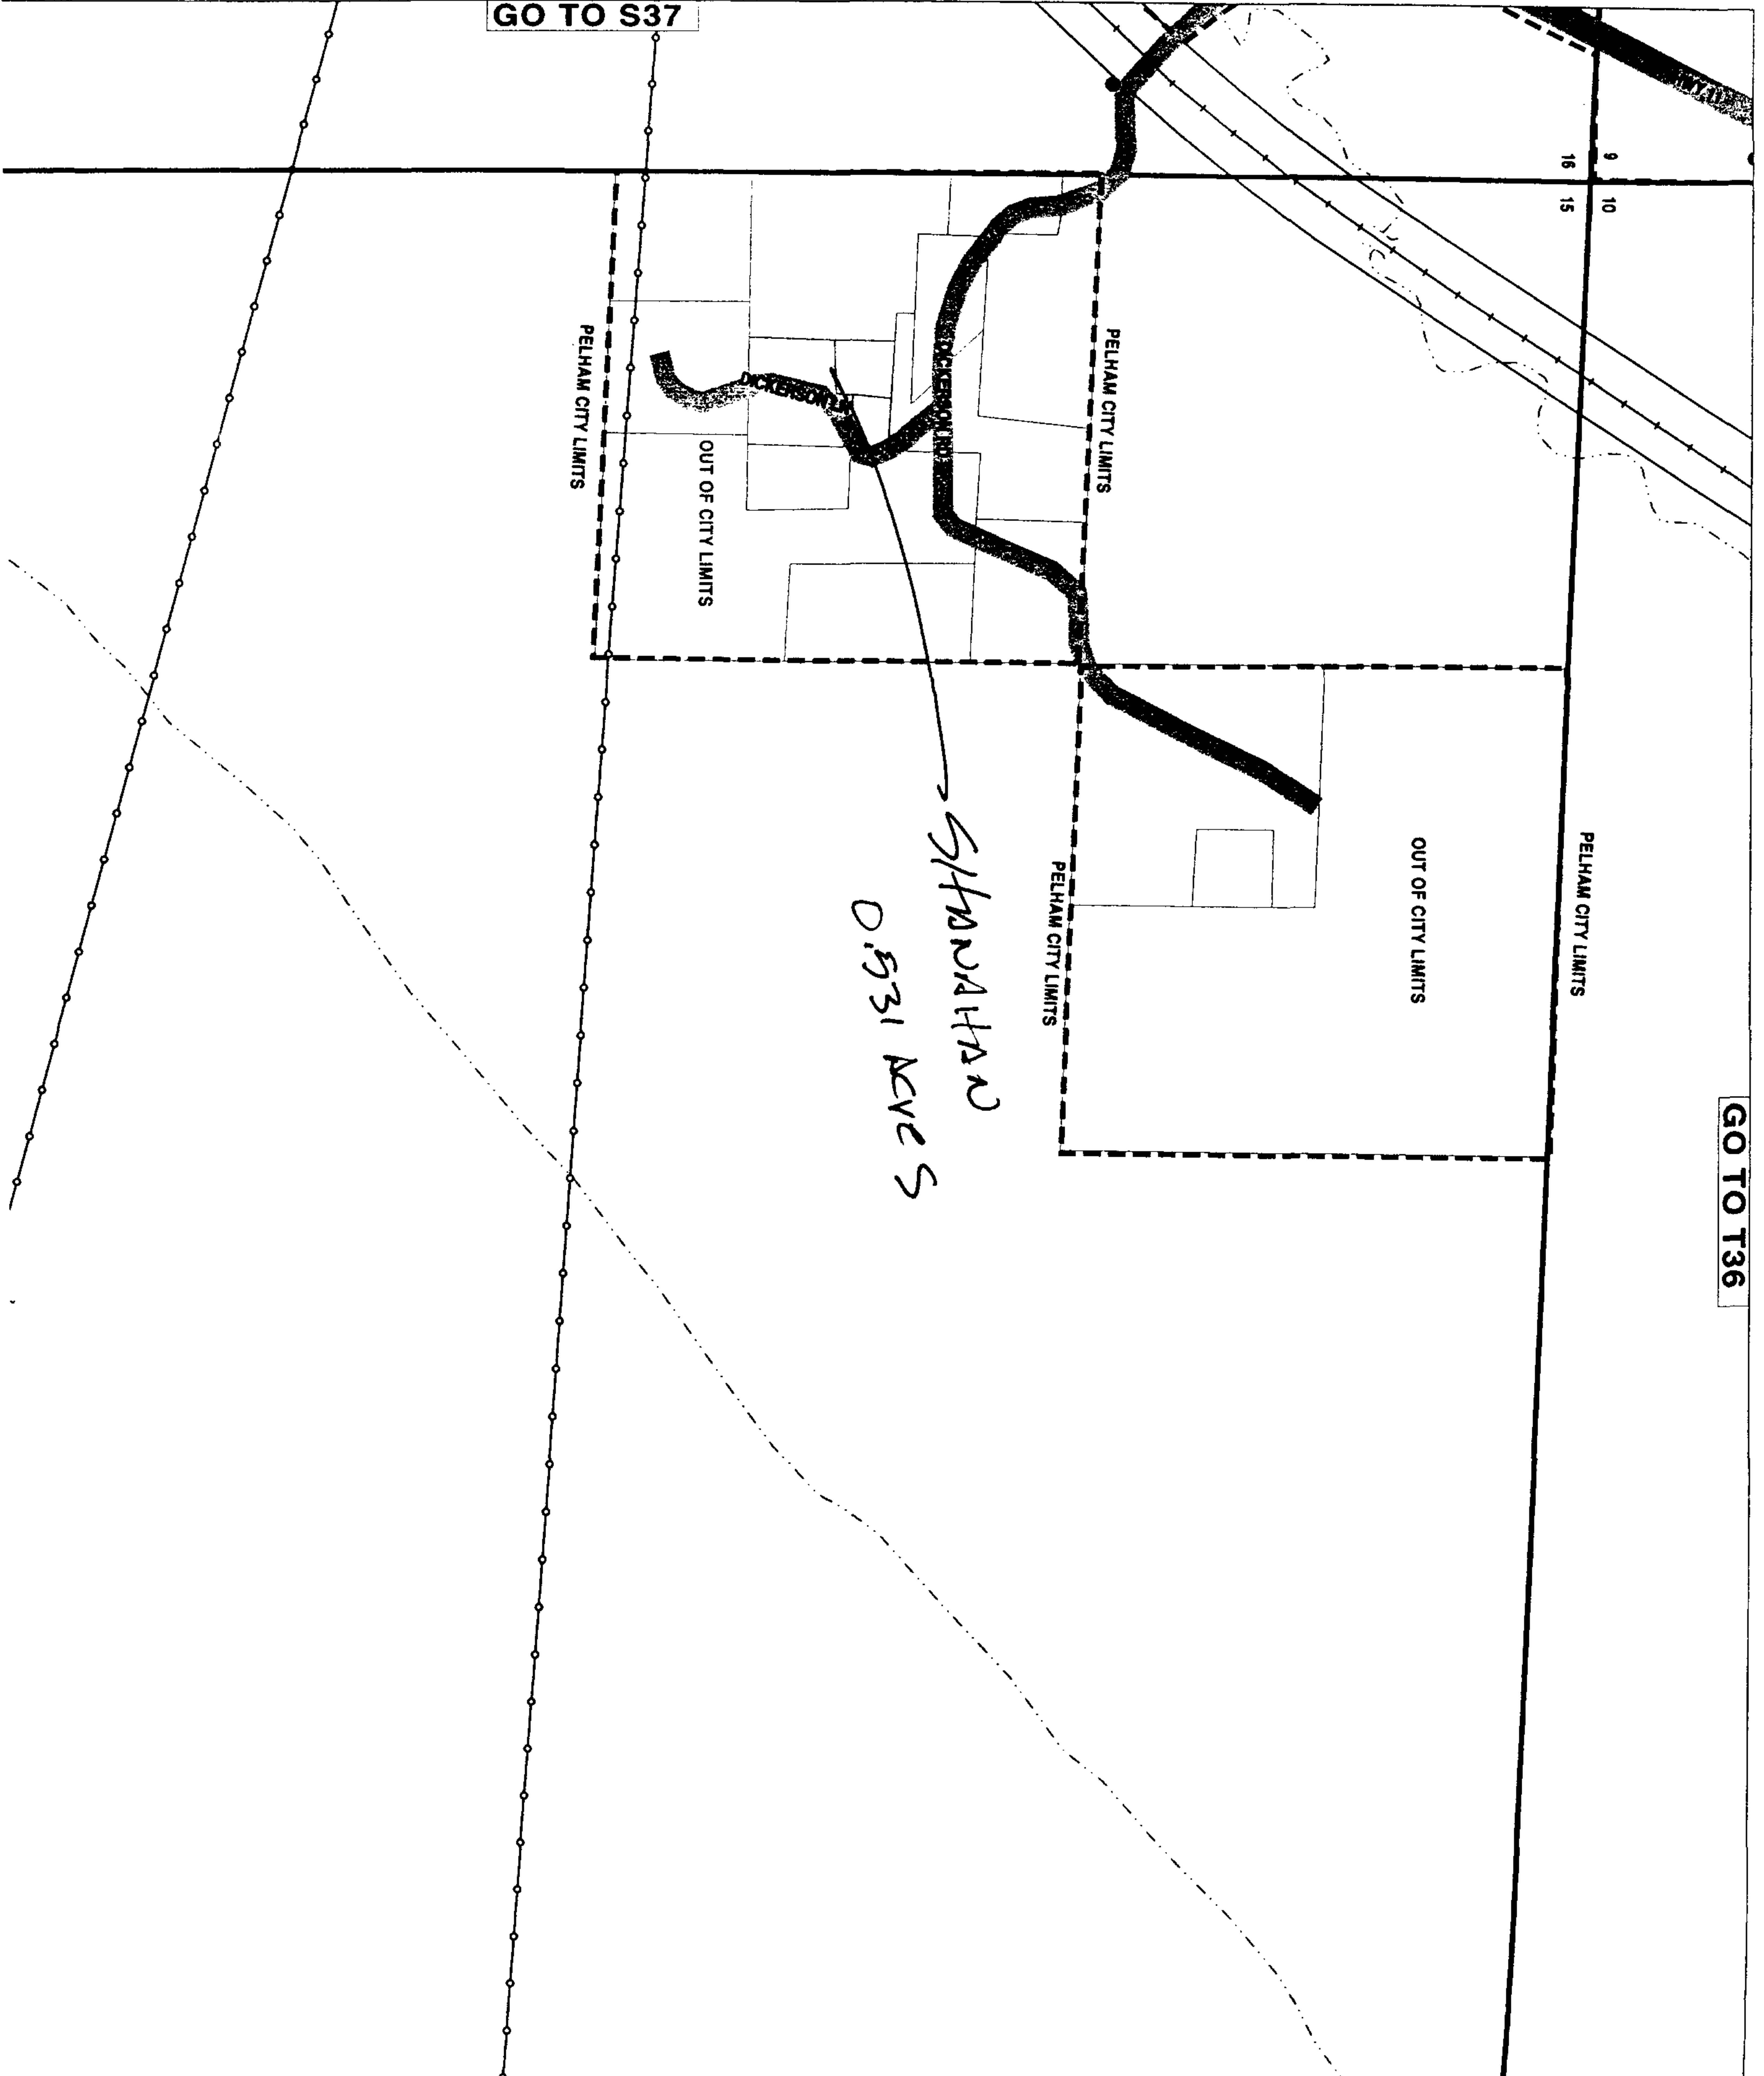 GO TO S37
HWY 11
16
9
15
10
PELHAM CITY LIMITS
PELHAM CITY LIMITS
DICKERSON RD
DICKERSON LN
OUT OF CITY LIMITS
PELHAM CITY LIMITS
OUT OF CITY LIMITS
PELHAM CITY LIMITS
SHANAHAN
0.531 Acres
GO TO T36